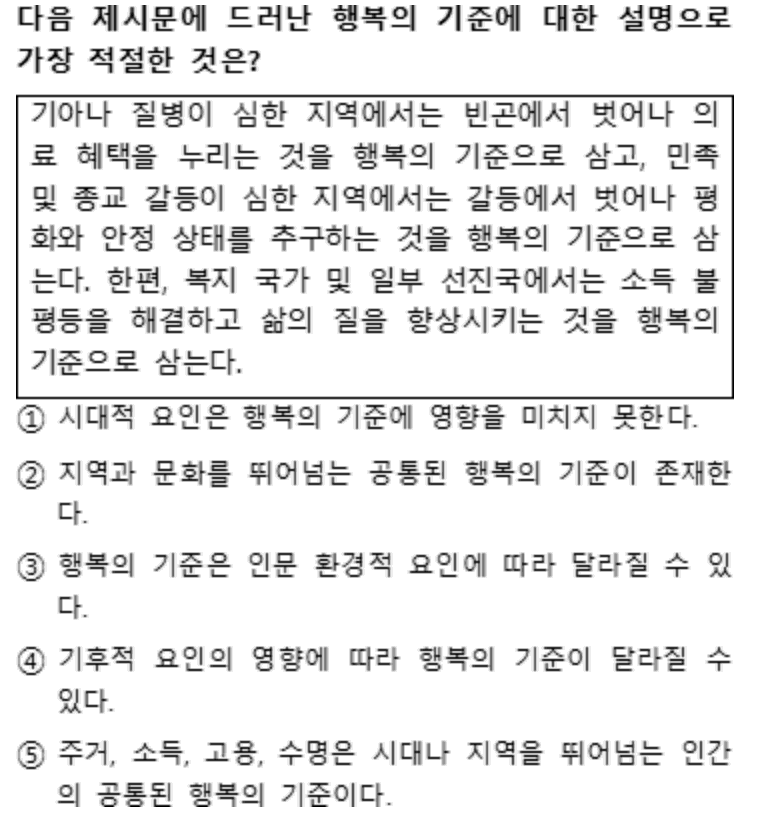 다음 제시문에 드러난 행복의 기준에 대한 설명으로
가장 적절한 것은?
기아나 질병이 심한 지역에서는 빈곤에서 벗어나 의
료 혜택을 누리는 것을 행복의 기준으로 삼고, 민족
및 종교 갈등이 심한 지역에서는 갈등에서 벗어나 평
화와 안정 상태를 추구하는 것을 행복의 기준으로 삼
는다. 한편, 복지 국가 및 일부 선진국에서는 소득 불
평등을 해결하고 삶의 질을 향상시키는 것을 행복의
기준으로 삼는다.
① 시대적 요인은 행복의 기준에 영향을 미치지 못한다.
② 지역과 문화를 뛰어넘는 공통된 행복의 기준이 존재한
다.
③ 행복의 기준은 인문 환경적 요인에 따라 달라질 수 있
다.
④ 기후적 요인의 영향에 따라 행복의 기준이 달라질 수
있다.
⑤ 주거, 소득, 고용, 수명은 시대나 지역을 뛰어넘는 인간
의 공통된 행복의 기준이다.